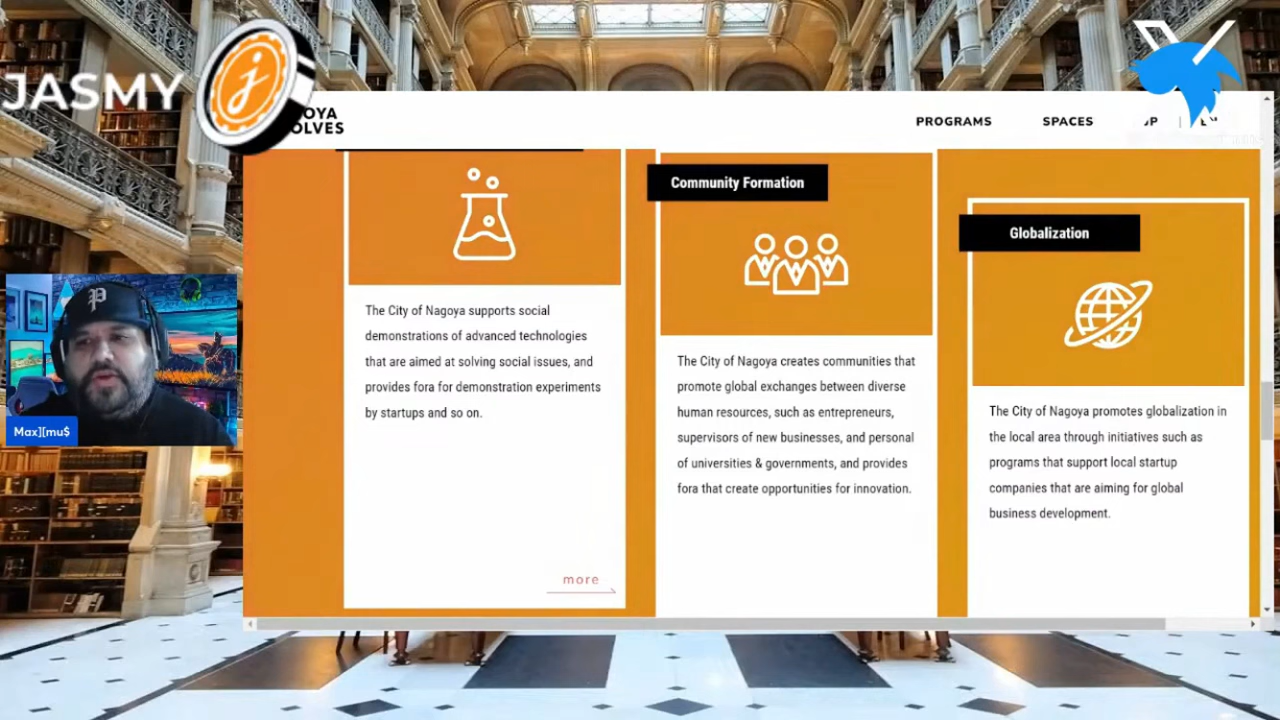 JASMY
OYA
OLVES
PROGRAMS
SPACES
The City of Nagoya supports social
demonstrations of advanced technologies
that are aimed at solving social issues, and
provides fora for demonstration experiments
by startups and so on.
more
Community Formation
The City of Nagoya creates communities that
promote global exchanges between diverse
human resources, such as entrepreneurs,
supervisors of new businesses, and personal
of universities & governments, and provides
fora that create opportunities for innovation.
Globalization
The City of Nagoya promotes globalization in
the local area through initiatives such as
programs that support local startup
companies that are aiming for global
business development.
Max][mu$